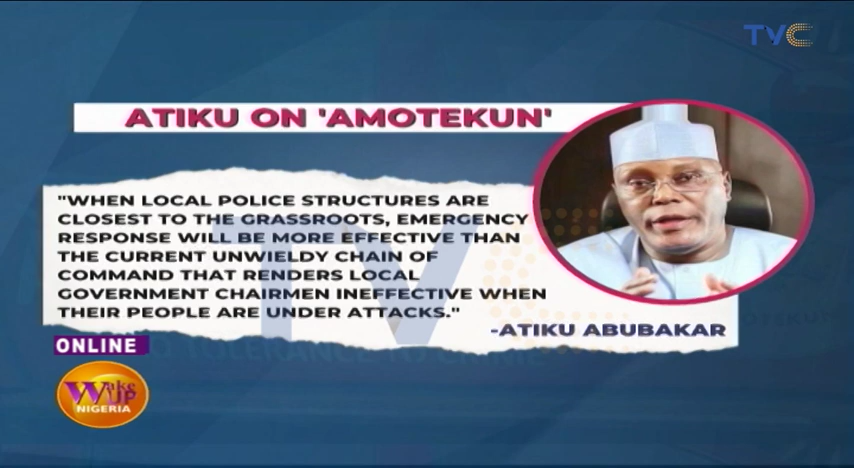 TVC
ATIKU ON 'AMOTEKUN'
"WHEN LOCAL POLICE STRUCTURES ARE
CLOSEST TO THE GRASSROOTS, EMERGENCY
RESPONSE WILL BE MORE EFFECTIVE THAN
THE CURRENT UNWIELDY CHAIN OF
COMMAND THAT RENDERS LOCAL
GOVERNMENT CHAIRMEN INEFFECTIVE WHEN
THEIR PEOPLE ARE UNDER ATTACKS."
-ATIKU ABUBAKAR
ONLINE
Wake
UP
NIGERIA